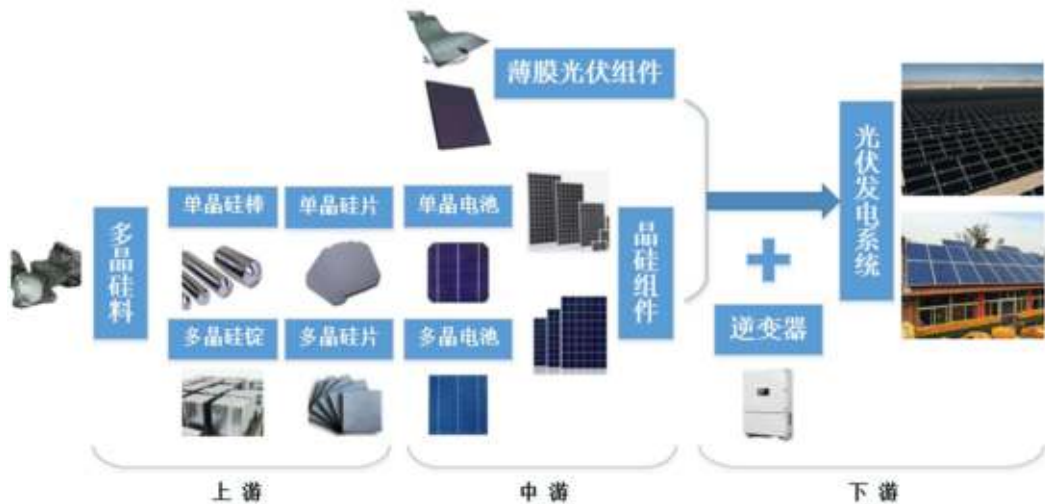 薄膜光伏组件
多晶硅料
单晶硅棒
单晶硅片
单晶电池
多晶硅锭
多晶硅片
多晶电池
晶硅组件
逆变器
光伏发电系统
上 游
中 游
下 游